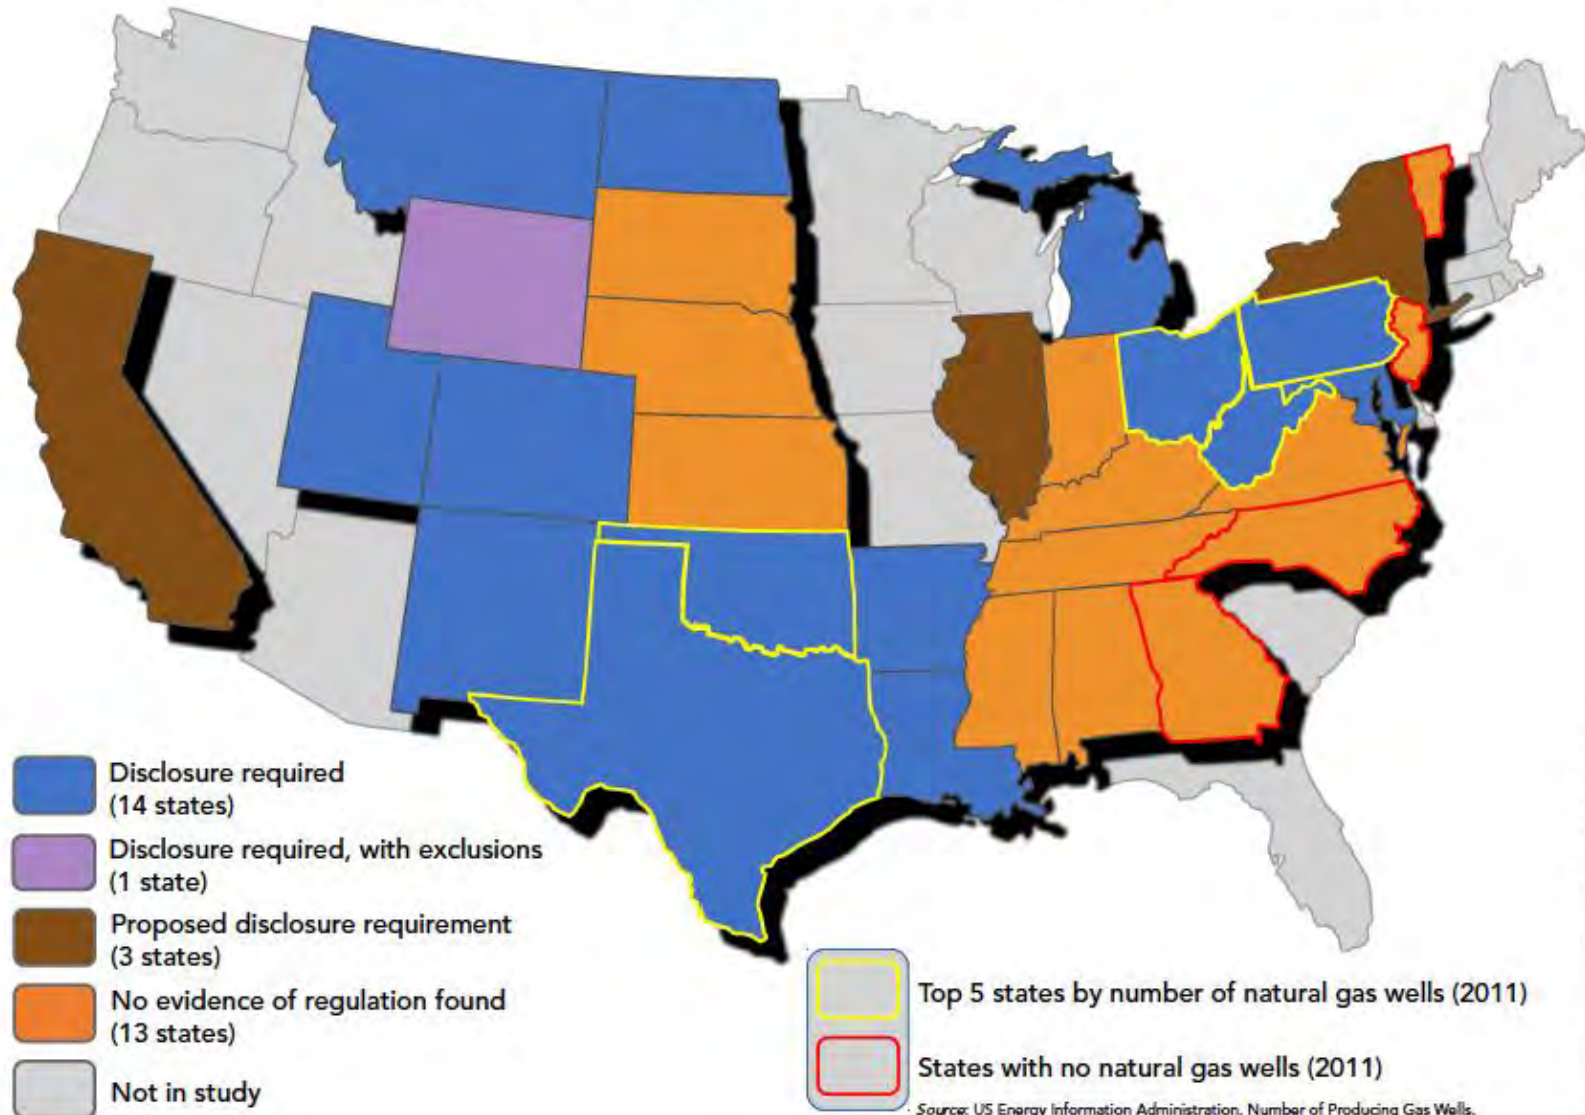 Disclosure required
(14 states)
Disclosure required, with exclusions
(1 state)
Proposed disclosure requirement
(3 states)
No evidence of regulation found
(13 states)
Not in study
Top 5 states by number of natural gas wells (2011)
States with no natural gas wells (2011)
Source: US Energy Information Administration, Number of Producing Gas Wells.